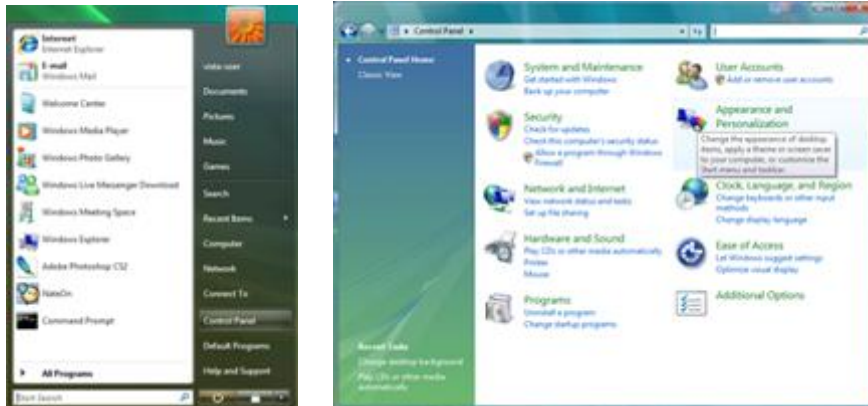 Internet
Internet Explorer
E-mail
Windows Mail
Welcome Center
Windows Media Player
Windows Photo Gallery
Windows Live Messenger Download
Windows Meeting Space
Windows Explorer
Adobe Photoshop CS2
NateOn
Command Prompt
All Programs
Start Search
vista user
Documents
Pictures
Music
Games
Search
Recent Items
Computer
Network
Connect To
Control Panel
Default Programs
Help and Support
Control Panel
Control Panel Home
Classic View
Recent Tasks
Change desktop background
Play CDs or other media
automatically
System and Maintenance
Get started with Windows
Back up your computer
Security
Check for updates
Check this computer's security status
Allow a program through Windows
Firewall
Network and Internet
View network status and tasks
Set up file sharing
Hardware and Sound
Play CDs or other media automatically
Printer
Mouse
Programs
Uninstall a program
Change startup programs
User Accounts
Add or remove user accounts
Appearance and
Personalization
Change the appearance of desktop
items, apply a theme or screen saver
to your computer, or customize the
Start menu and taskbar.
Clock, Language, and Region
Change keyboards or other input
methods
Change display language
Ease of Access
Let Windows suggest settings
Optimize visual display
Additional Options